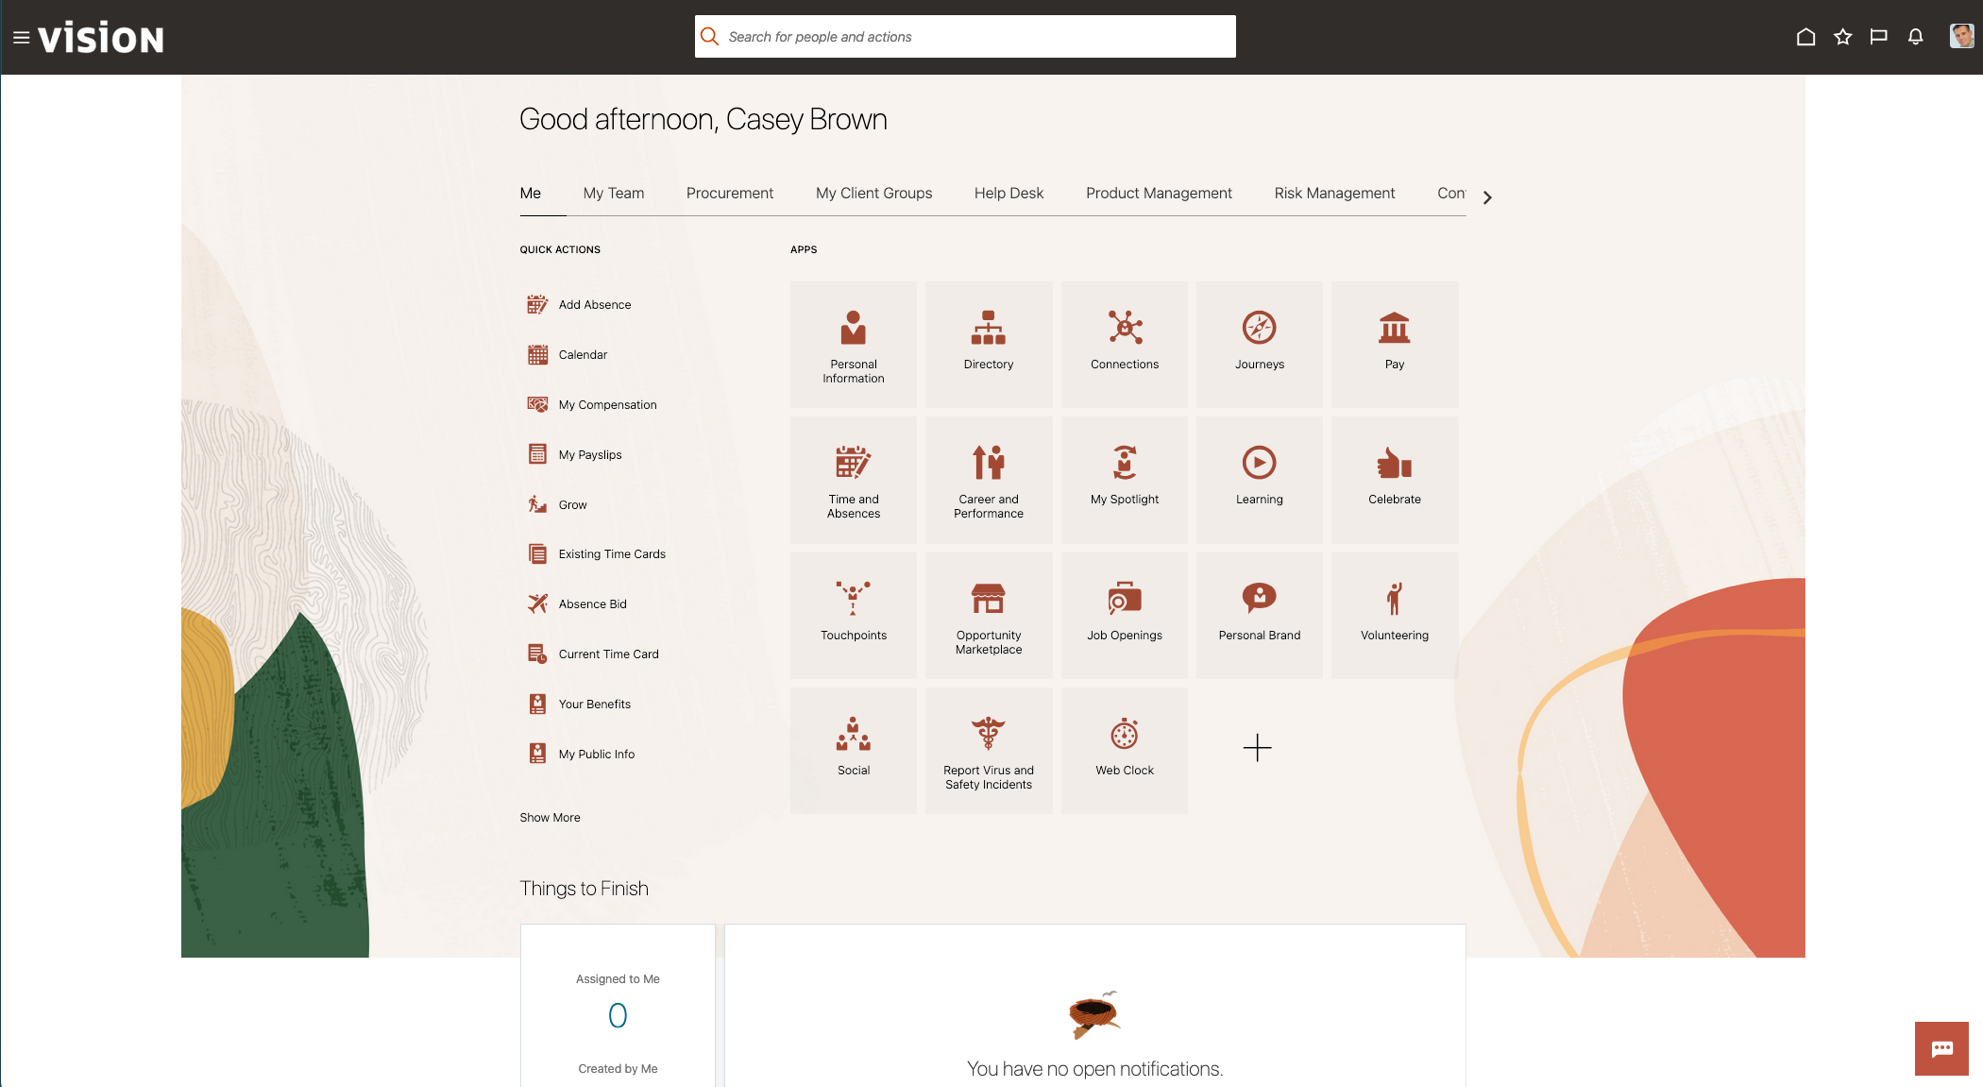 vision
Search for people and actions
Good afternoon, Casey Brown
Me
My Team
Procurement
My Client Groups
Help Desk
Product Management
Risk Management
QUICK ACTIONS
Add Absence
Calendar
My Compensation
My Payslips
Grow
Existing Time Cards
Absence Bid
Current Time Card
Your Benefits
My Public Info
Show More
APPS
Personal
Information
Directory
Connections
Journeys
Pay
Time and
Absences
Career and
Performance
My Spotlight
Learning
Celebrate
Touchpoints
Opportunity
Marketplace
Job Openings
Personal Brand
Volunteering
Social
Report Virus and
Safety Incidents
Web Clock
Things to Finish
Assigned to Me
0
Created by Me
You have no open notifications.